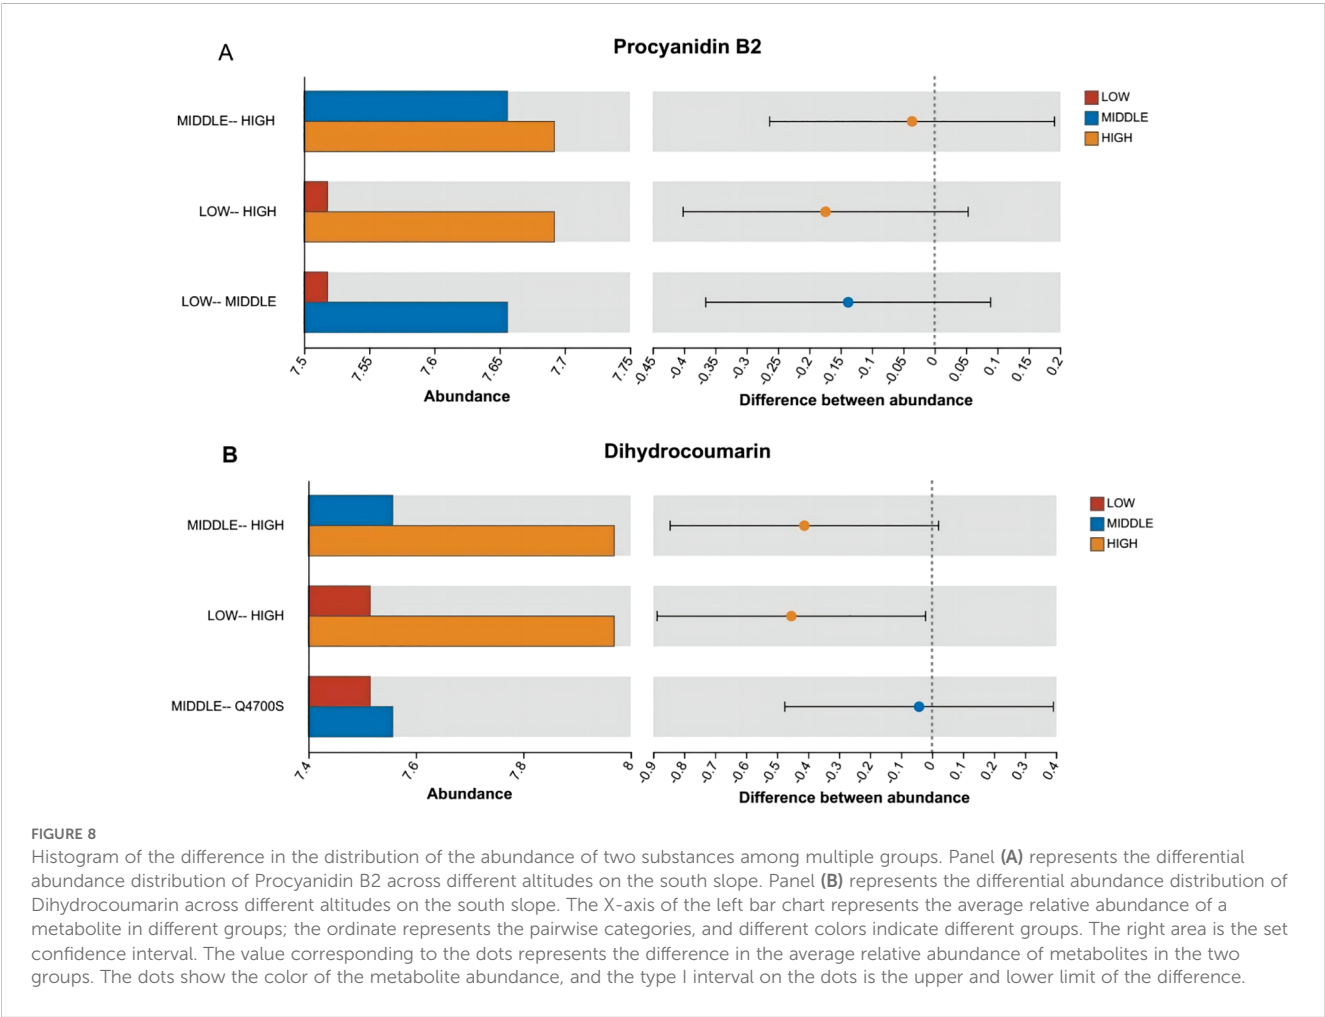 A
Procyanidin B2
MIDDLE-- HIGH
LOW-- HIGH
LOW-- MIDDLE
7.5 7.55 7.6 7.65 7.7 7.75
Abundance
-0.45 -0.4 -0.35 -0.3 -0.25 -0.2 -0.15 -0.1 -0.05 0 0.05 0.1 0.15 0.2
Difference between abundance
LOW
MIDDLE
HIGH
B
Dihydrocoumarin
MIDDLE-- HIGH
LOW-- HIGH
MIDDLE-- Q4700S
7.4 7.6 7.8 8
Abundance
-0.9 -0.8 -0.7 -0.6 -0.5 -0.4 -0.3 -0.2 -0.1 0 0.1 0.2 0.3 0.4
Difference between abundance
LOW
MIDDLE
HIGH
FIGURE 8
Histogram of the difference in the distribution of the abundance of two substances among multiple groups. Panel (A) represents the differential
abundance distribution of Procyanidin B2 across different altitudes on the south slope. Panel (B) represents the differential abundance distribution of
Dihydrocoumarin across different altitudes on the south slope. The X-axis of the left bar chart represents the average relative abundance of a
metabolite in different groups; the ordinate represents the pairwise categories, and different colors indicate different groups. The right area is the set
confidence interval. The value corresponding to the dots represents the difference in the average relative abundance of metabolites in the two
groups. The dots show the color of the metabolite abundance, and the type I interval on the dots is the upper and lower limit of the difference.